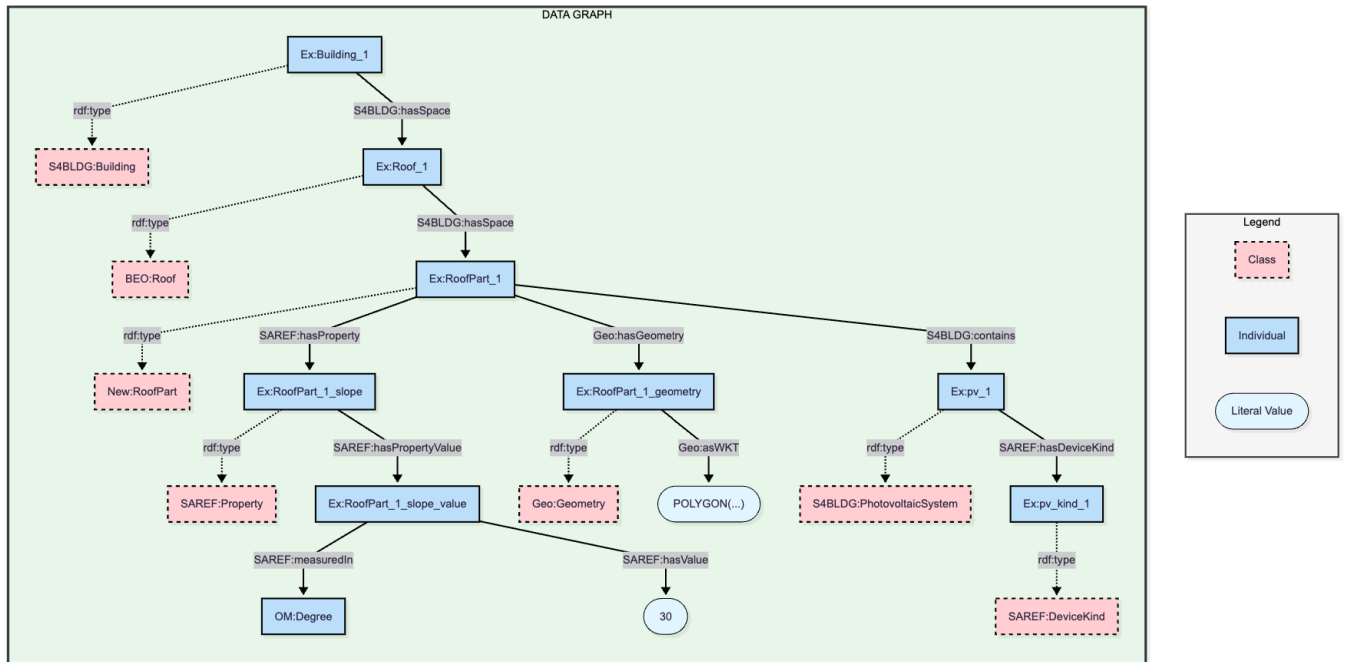 DATA GRAPH
Ex:Building_1
rdf:type
S4BLDG:hasSpace
S4BLDG:Building
Ex:Roof_1
rdf:type
S4BLDG:hasSpace
BEO:Roof
Ex:RoofPart_1
rdf:type
SAREF:hasProperty
Geo:hasGeometry
S4BLDG:contains
New:RoofPart
Ex:RoofPart_1_slope
Ex:RoofPart_1_geometry
Ex:pv_1
rdf:type
SAREF:hasPropertyValue
rdf:type
Geo:asWKT
rdf:type
SAREF:hasDeviceKind
SAREF:Property
Ex:RoofPart_1_slope_value
Geo:Geometry
POLYGON(...)
S4BLDG:PhotovoltaicSystem
Ex:pv_kind_1
SAREF:measuredIn
SAREF:hasValue
rdf:type
OM:Degree
30
SAREF:DeviceKind
Legend
Class
Individual
Literal Value